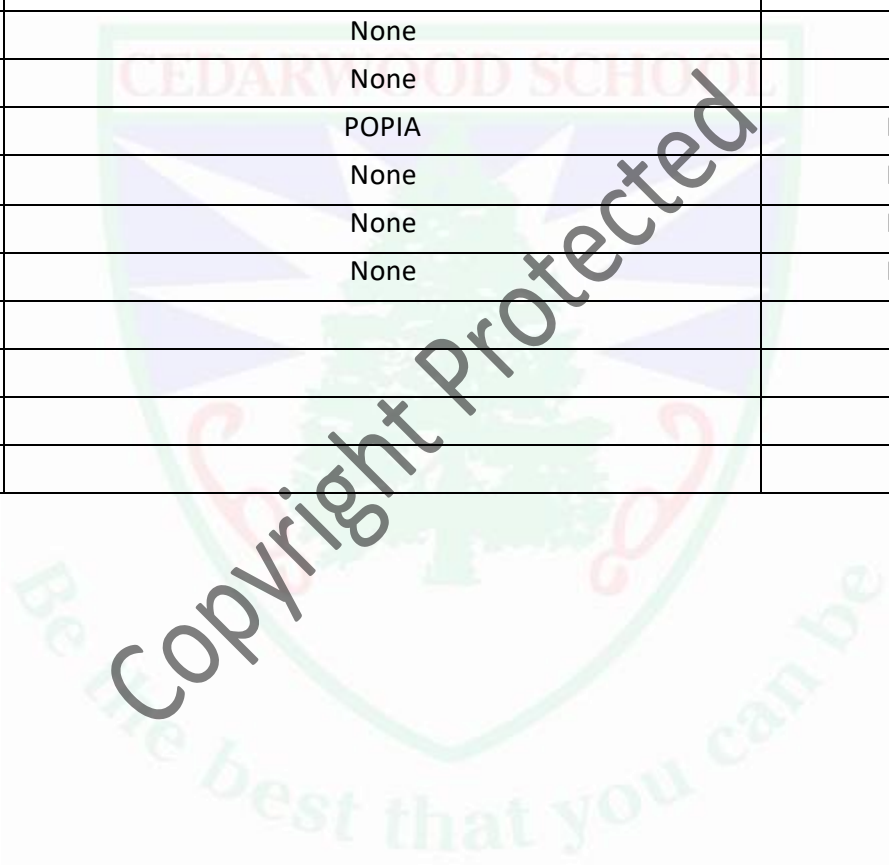 None
CEDARWOOD SCHOOL
None
POPIA
None
None
None
Copyright Protected
Be the best that you can be